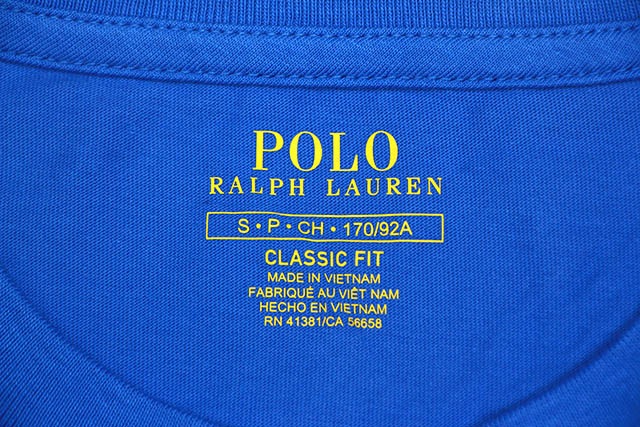 POLO
RALPH LAUREN
S • P • CH • 170/92A
CLASSIC FIT
MADE IN VIETNAM
FABRIQUÉ AU VIÊT NAM
HECHO EN VIETNAM
RN 41381/CA 56658